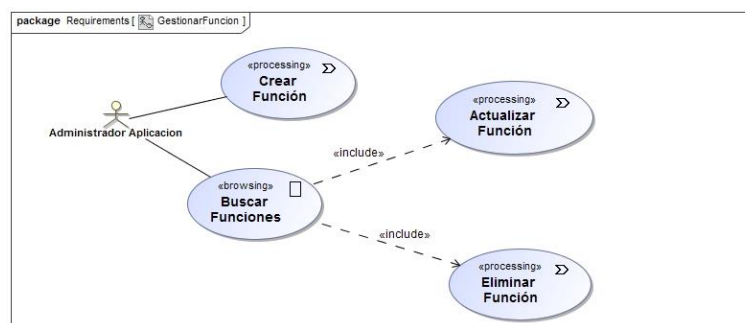 package Requirements [ GestionarFuncion ]
«processing»
Crear
Función
Administrador Aplicacion
«processing»
Actualizar
Función
«include»
«browsing»
Buscar
Funciones
«include»
«processing»
Eliminar
Función